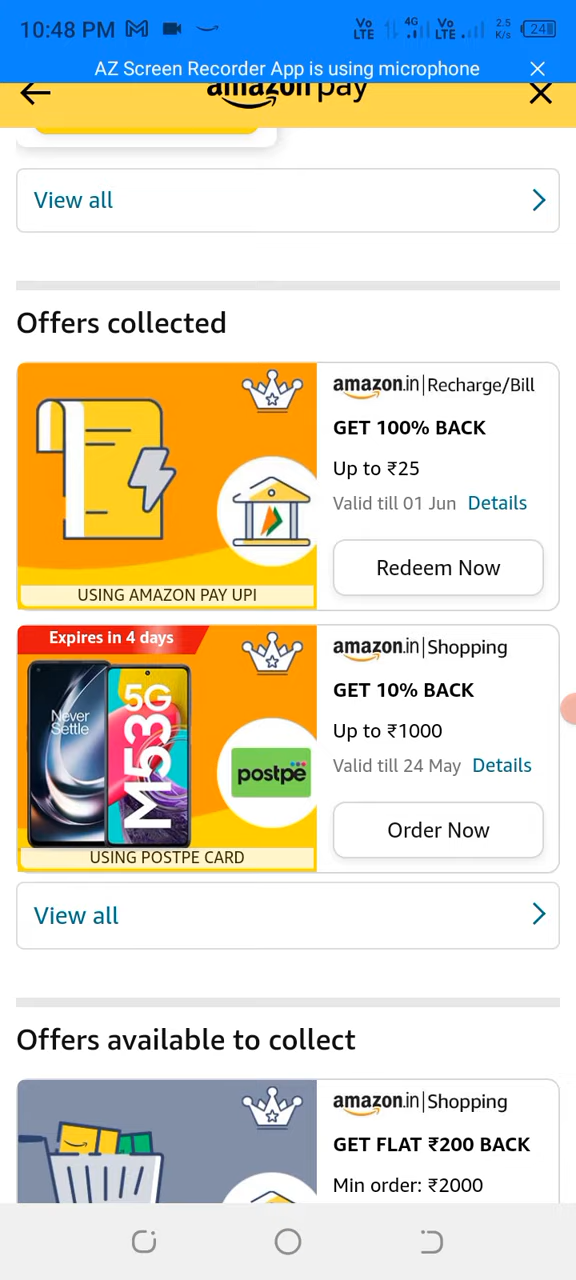 10:48 PM
Vo LTE 4G Vo LTE 2.5 K/s 24
AZ Screen Recorder App is using microphone
amazon pay
View all
Offers collected
amazon.in | Recharge/Bill
GET 100% BACK
Up to ₹25
Valid till 01 Jun Details
Redeem Now
USING AMAZON PAY UPI
Expires in 4 days
Never
Settle
5G
M53
postpe
USING POSTPE CARD
amazon.in | Shopping
GET 10% BACK
Up to ₹1000
Valid till 24 May Details
Order Now
View all
Offers available to collect
amazon.in | Shopping
GET FLAT ₹200 BACK
Min order: ₹2000